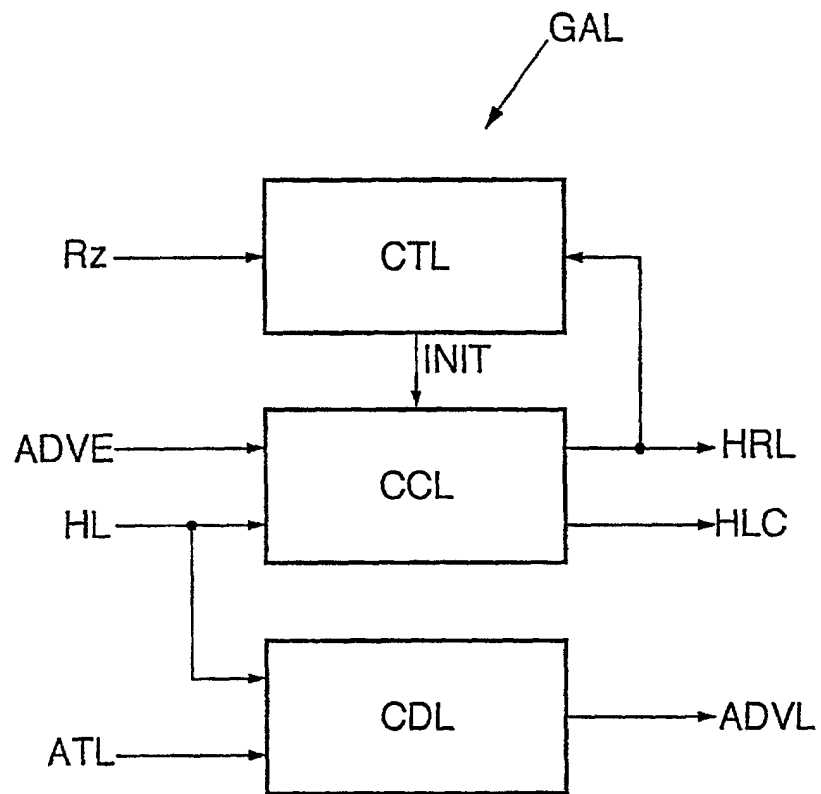 GAL
Rz
CTL
INIT
ADVE
CCL
HRL
HL
HLC
CDL
ADVL
ATL